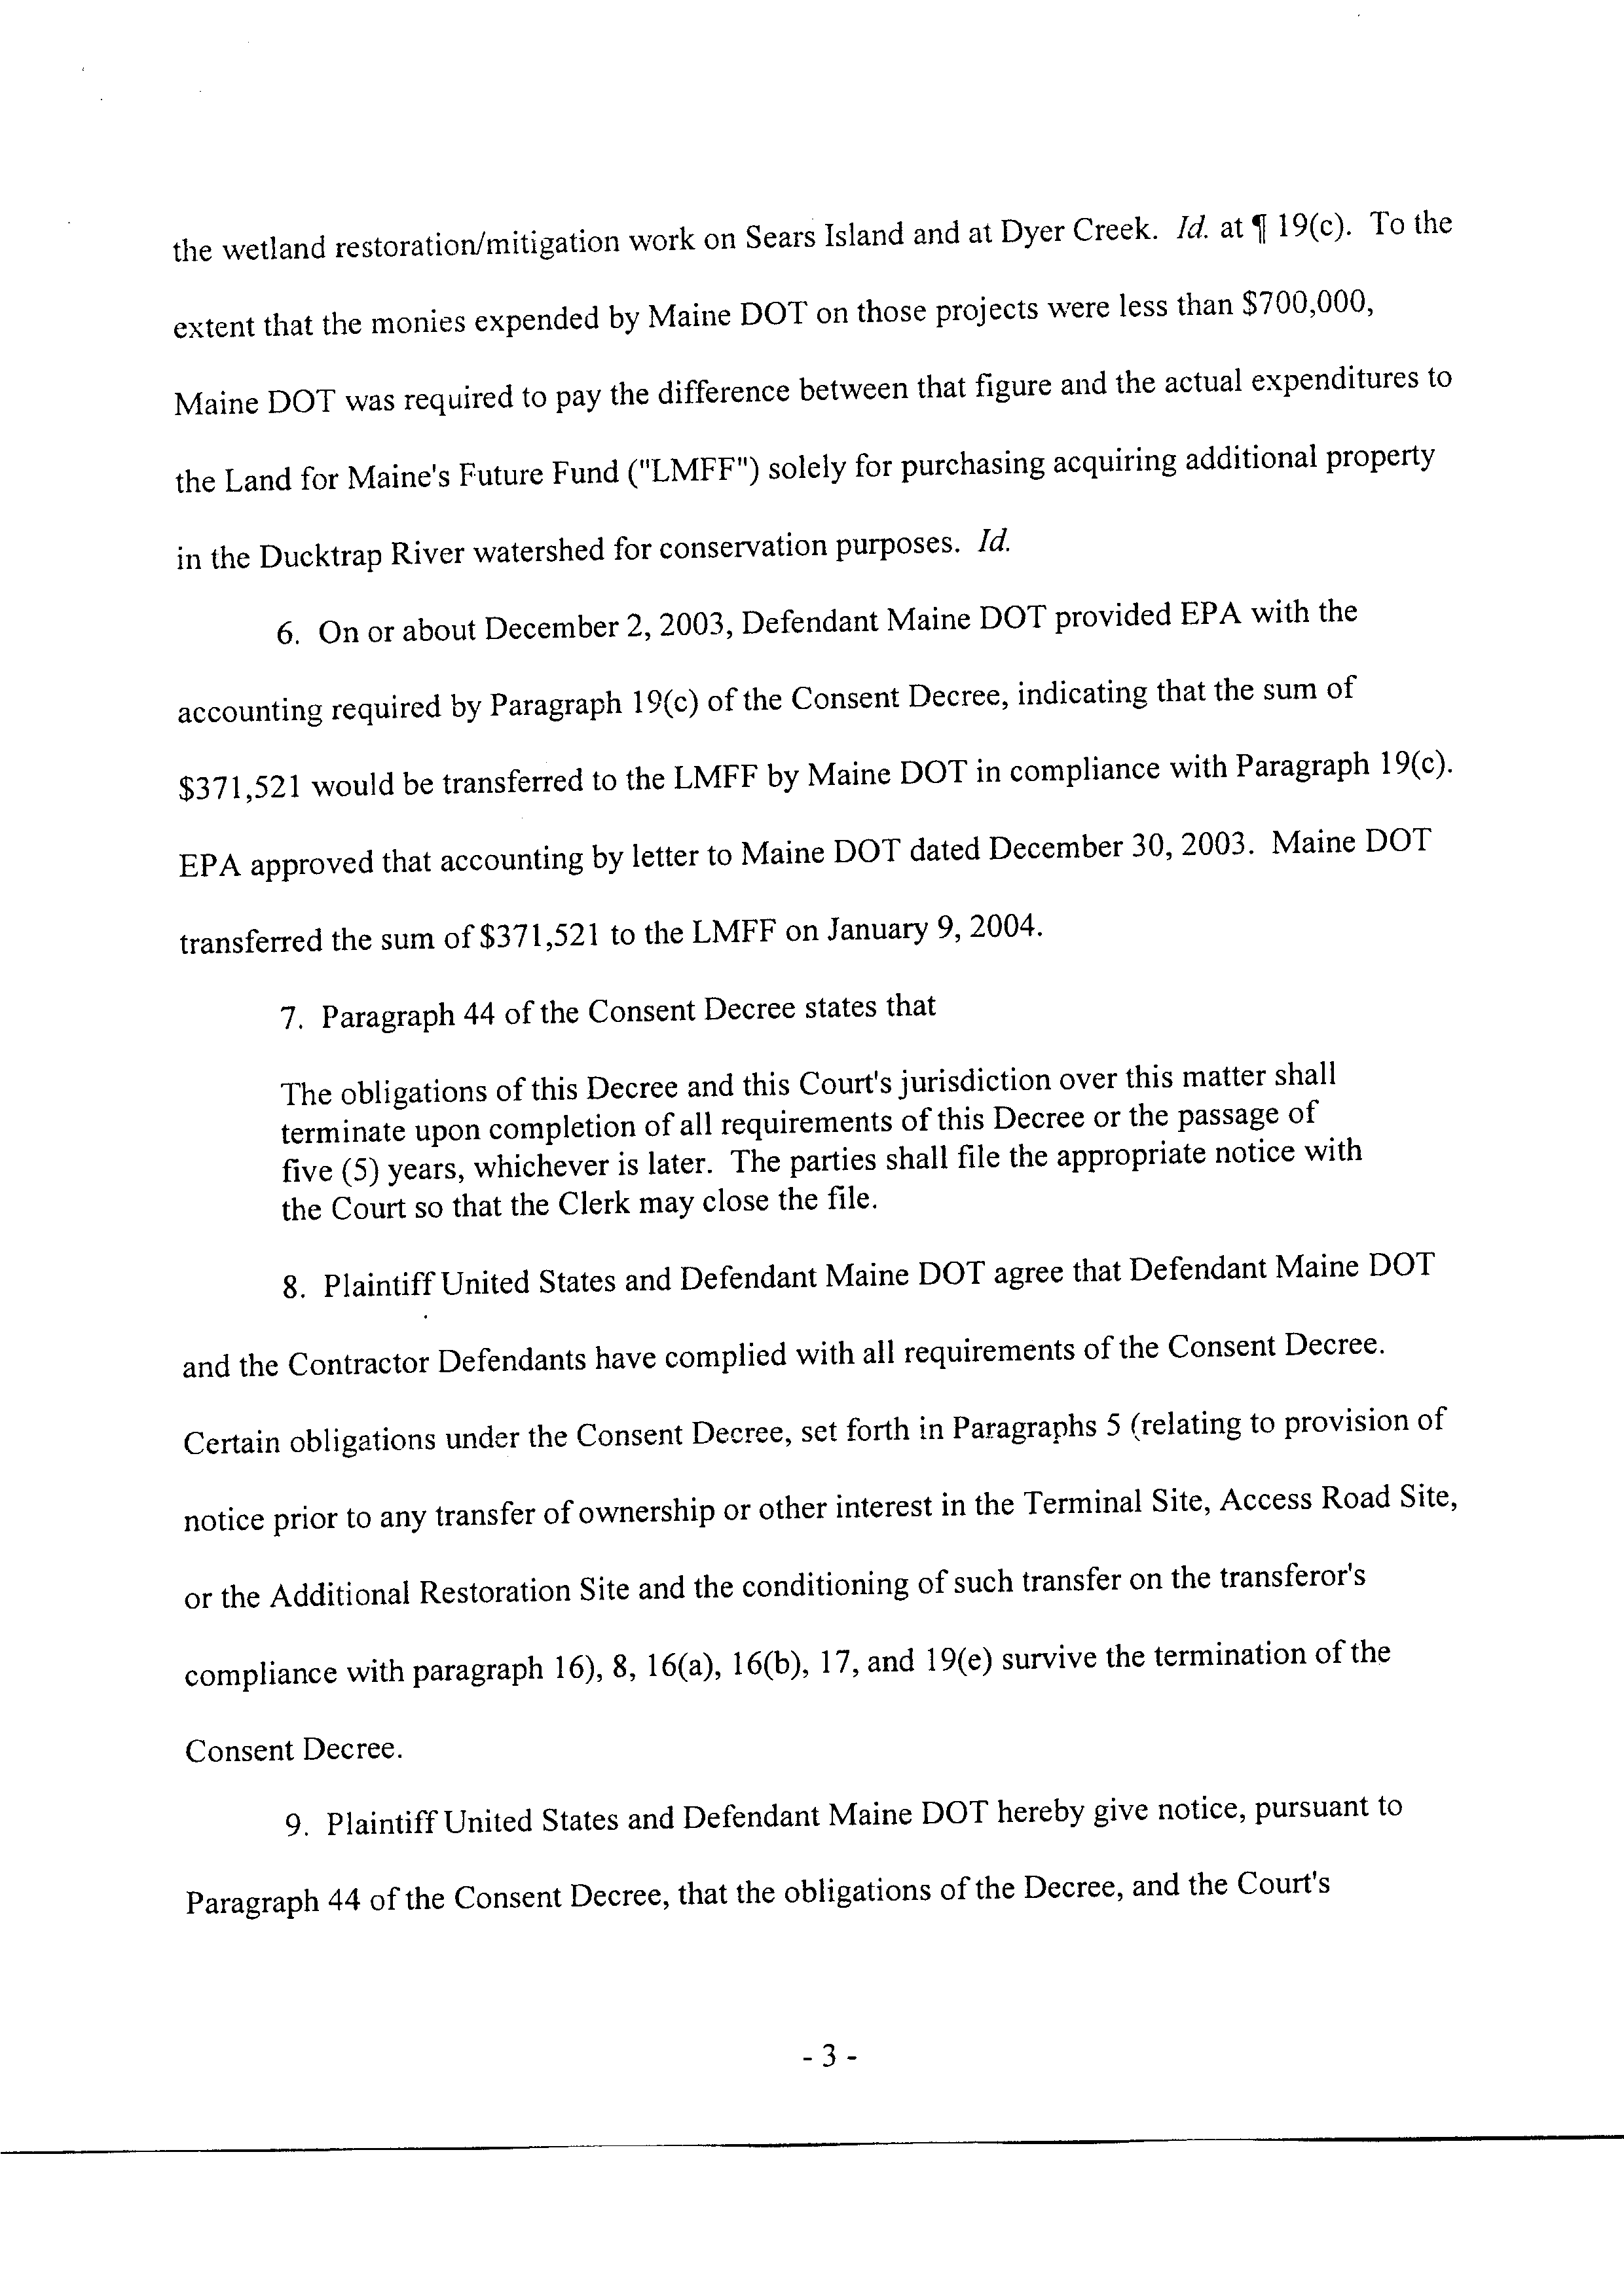 the wetland restoration/mitigation work on Sears Island and at Dyer Creek. Id. at ¶ 19(c). To the
extent that the monies expended by Maine DOT on those projects were less than $700,000,
Maine DOT was required to pay the difference between that figure and the actual expenditures to
the Land for Maine's Future Fund ("LMFF") solely for purchasing acquiring additional property
in the Ducktrap River watershed for conservation purposes. Id.
6. On or about December 2, 2003, Defendant Maine DOT provided EPA with the
accounting required by Paragraph 19(c) of the Consent Decree, indicating that the sum of
$371,521 would be transferred to the LMFF by Maine DOT in compliance with Paragraph 19(c).
EPA approved that accounting by letter to Maine DOT dated December 30, 2003. Maine DOT
transferred the sum of $371,521 to the LMFF on January 9, 2004.
7. Paragraph 44 of the Consent Decree states that
The obligations of this Decree and this Court's jurisdiction over this matter shall
terminate upon completion of all requirements of this Decree or the passage of
five (5) years, whichever is later. The parties shall file the appropriate notice with
the Court so that the Clerk may close the file.
8. Plaintiff United States and Defendant Maine DOT agree that Defendant Maine DOT
and the Contractor Defendants have complied with all requirements of the Consent Decree.
Certain obligations under the Consent Decree, set forth in Paragraphs 5 (relating to provision of
notice prior to any transfer of ownership or other interest in the Terminal Site, Access Road Site,
or the Additional Restoration Site and the conditioning of such transfer on the transferor's
compliance with paragraph 16), 8, 16(a), 16(b), 17, and 19(e) survive the termination of the
Consent Decree.
9. Plaintiff United States and Defendant Maine DOT hereby give notice, pursuant to
Paragraph 44 of the Consent Decree, that the obligations of the Decree, and the Court's
- 3 -